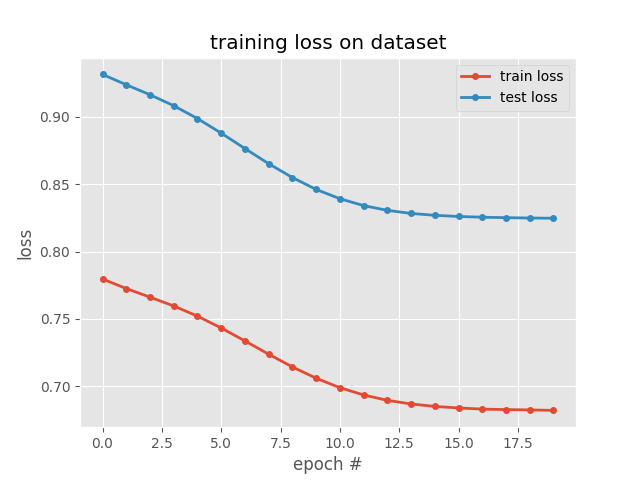 training loss on dataset
train loss
test loss
0.90
0.85
0.80
0.75
0.70
loss
0.0 2.5 5.0 7.5 10.0 12.5 15.0 17.5
epoch #